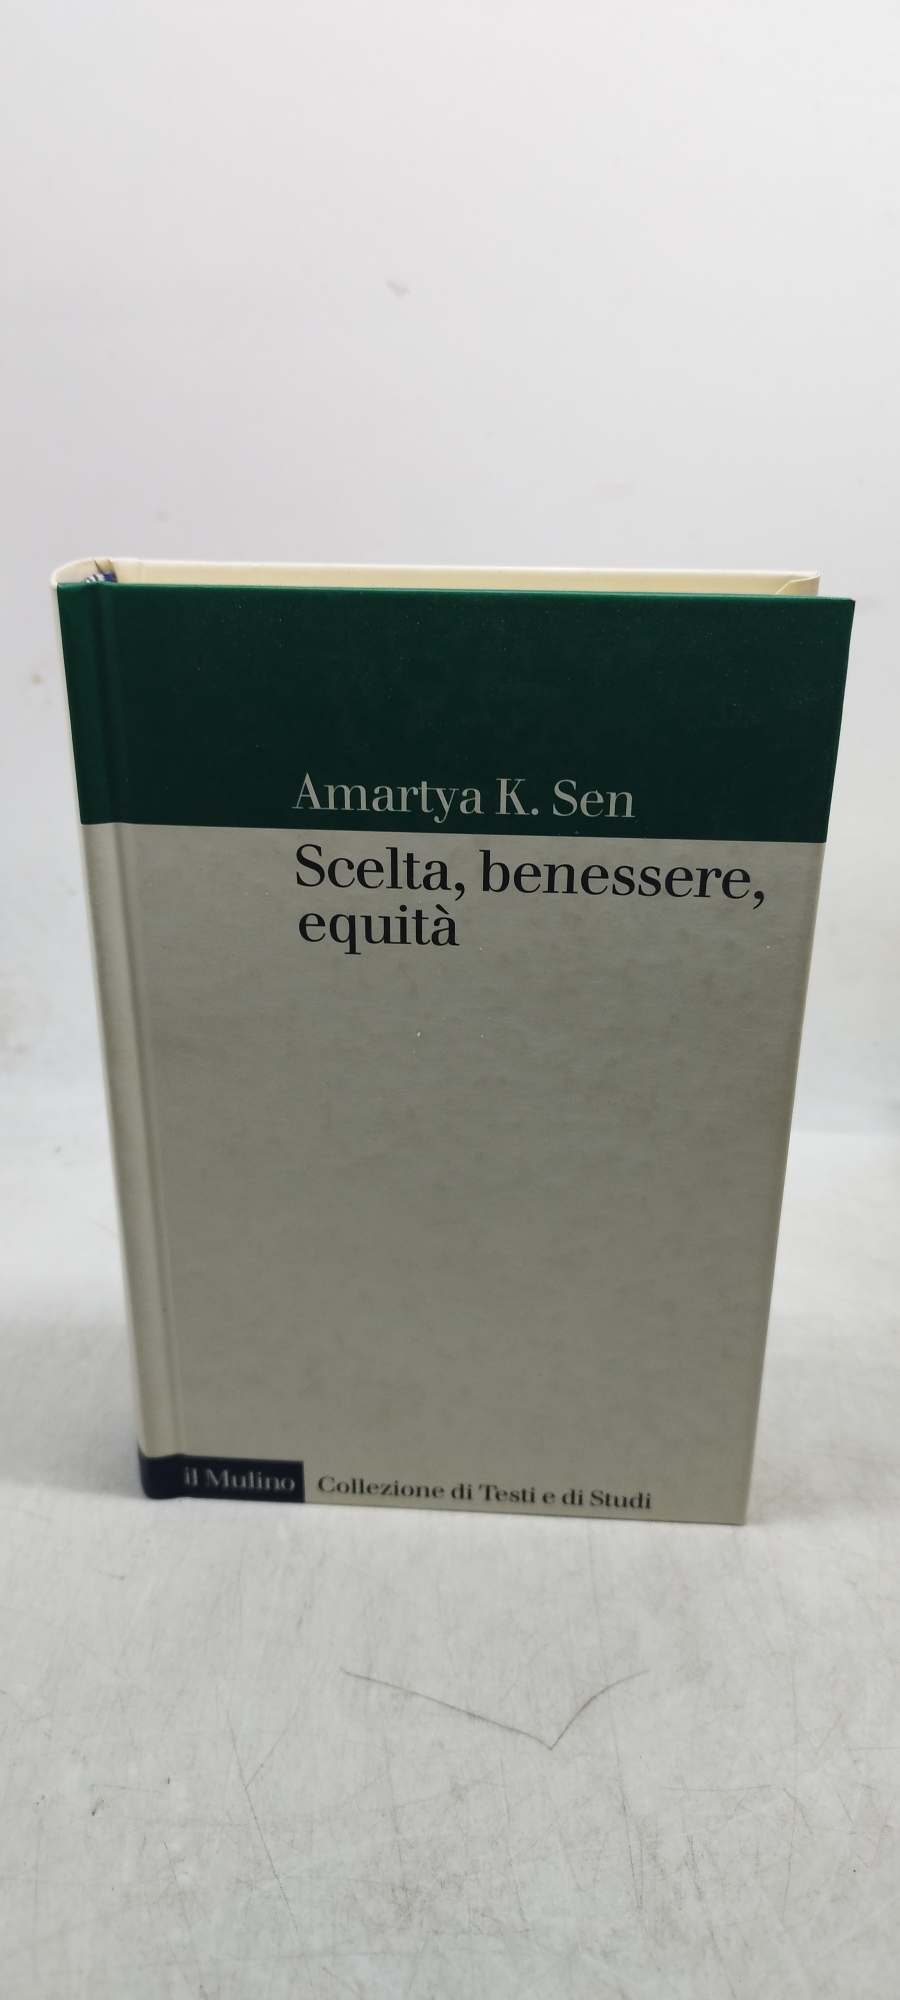 Amartya K. Sen
Scelta, benessere,
equità
il Mulino
Collezione di Testi e di Studi